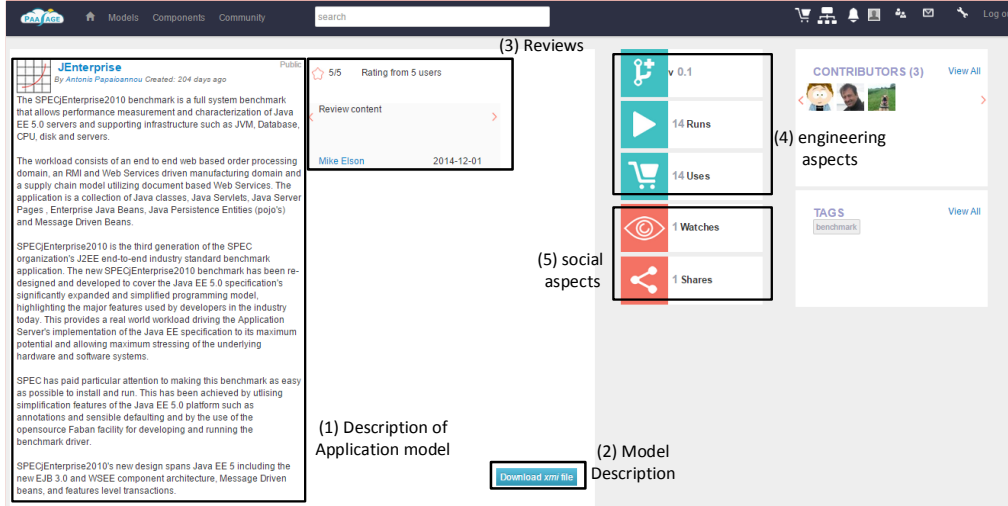 PAASAGE Models Components Community search Log o
JEnterprise Public
By Antonis Papaioannou Created: 204 days ago
The SPECjEnterprise2010 benchmark is a full system benchmark
that allows performance measurement and characterization of Java
EE 5.0 servers and supporting infrastructure such as JVM, Database,
CPU, disk and servers.
The workload consists of an end to end web based order processing
domain, an RMI and Web Services driven manufacturing domain and
a supply chain model utilizing document based Web Services. The
application is a collection of Java classes, Java Servlets, Java Server
Pages , Enterprise Java Beans, Java Persistence Entities (pojo's)
and Message Driven Beans.
SPECjEnterprise2010 is the third generation of the SPEC
organization's J2EE end-to-end industry standard benchmark
application. The new SPECjEnterprise2010 benchmark has been re-
designed and developed to cover the Java EE 5.0 specification's
significantly expanded and simplified programming model,
highlighting the major features used by developers in the industry
today. This provides a real world workload driving the Application
Server's implementation of the Java EE specification to its maximum
potential and allowing maximum stressing of the underlying
hardware and software systems.
SPEC has paid particular attention to making this benchmark as easy
as possible to install and run. This has been achieved by utlising
simplification features of the Java EE 5.0 platform such as
annotations and sensible defaulting and by the use of the
opensource Faban facility for developing and running the
benchmark driver.
SPECjEnterprise2010's new design spans Java EE 5 including the
new EJB 3.0 and WSEE component architecture, Message Driven
beans, and features level transactions.
(3) Reviews
5/5 Rating from 5 users
Review content
Mike Elson 2014-12-01
(1) Description of
Application model
Download xmi file
(2) Model
Description
v 0.1
14 Runs
14 Uses
(4) engineering
aspects
1 Watches
1 Shares
(5) social
aspects
CONTRIBUTORS (3) View All
TAGS View All
benchmark